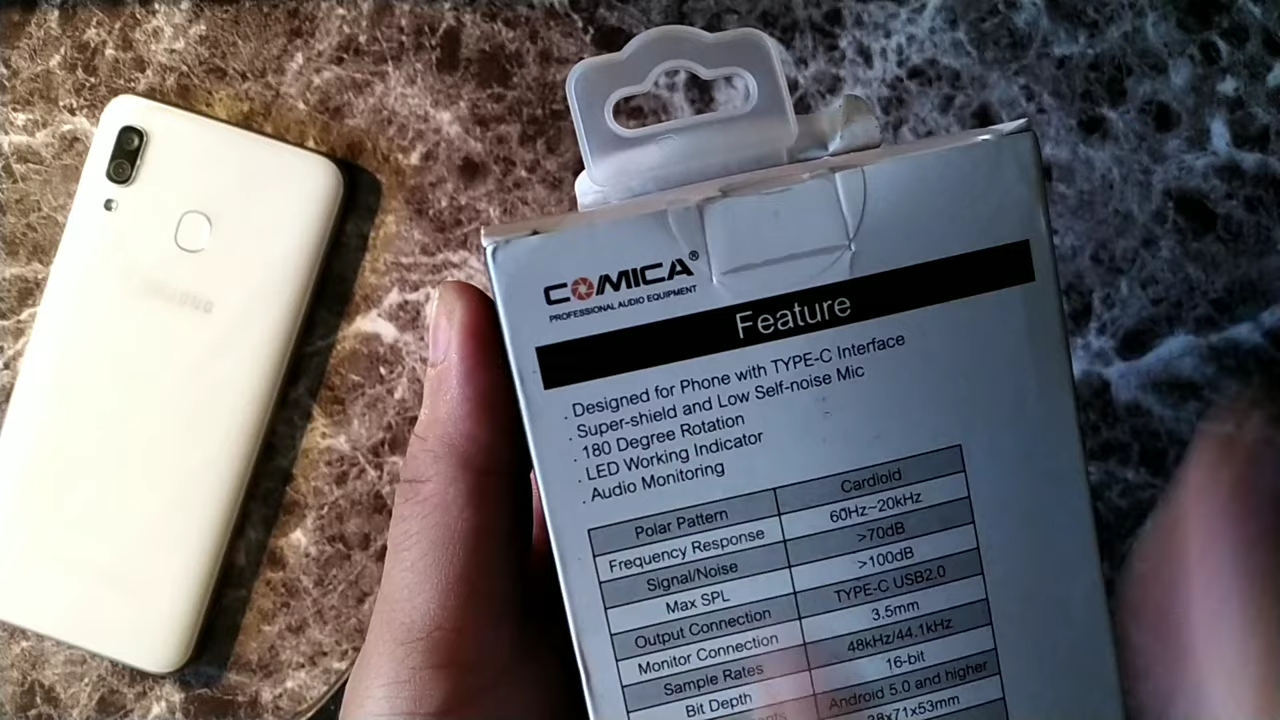 COMICA®
PROFESSIONAL AUDIO EQUIPMENT
Feature
. Designed for Phone with TYPE-C Interface
. Super-shield and Low Self-noise Mic
. 180 Degree Rotation
. LED Working Indicator
. Audio Monitoring
Polar Pattern Cardioid
Frequency Response 60Hz~20kHz
Signal/Noise >70dB
Max SPL >100dB
Output Connection TYPE-C USB2.0
Monitor Connection 3.5mm
Sample Rates 48kHz/44.1kHz
Bit Depth 16-bit
Android 5.0 and higher
38x71x53mm
SAMSUNG